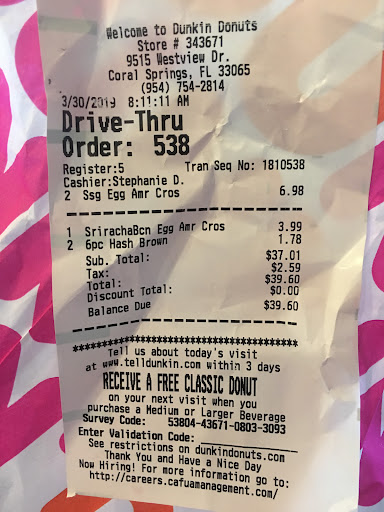 Welcome to Dunkin Donuts
Store # 343671
9515 Westview Dr.
Coral Springs, FL 33065
(954) 754-2814
3/30/2019 8:11:11 AM
Drive-Thru
Order: 538
Register:5 Tran Seq No: 1810538
Cashier:Stephanie D.
2 Ssg Egg Amr Cros 6.98
1 SrirachaBcn Egg Amr Cros 3.99
2 6pc Hash Brown 1.78
Sub. Total: $37.01
Tax: $2.59
Total: $39.60
Discount Total: $0.00
Balance Due $39.60
Tell us about today's visit
at www.telldunkin.com within 3 days
RECEIVE A FREE CLASSIC DONUT
on your next visit when you
purchase a Medium or Larger Beverage
Survey Code: 53804-43671-0803-3093
Enter Validation Code: ______________
See restrictions on dunkindonuts.com
Thank You and Have a Nice Day
Now Hiring! For more information go to:
http://careers.cafuamanagement.com/